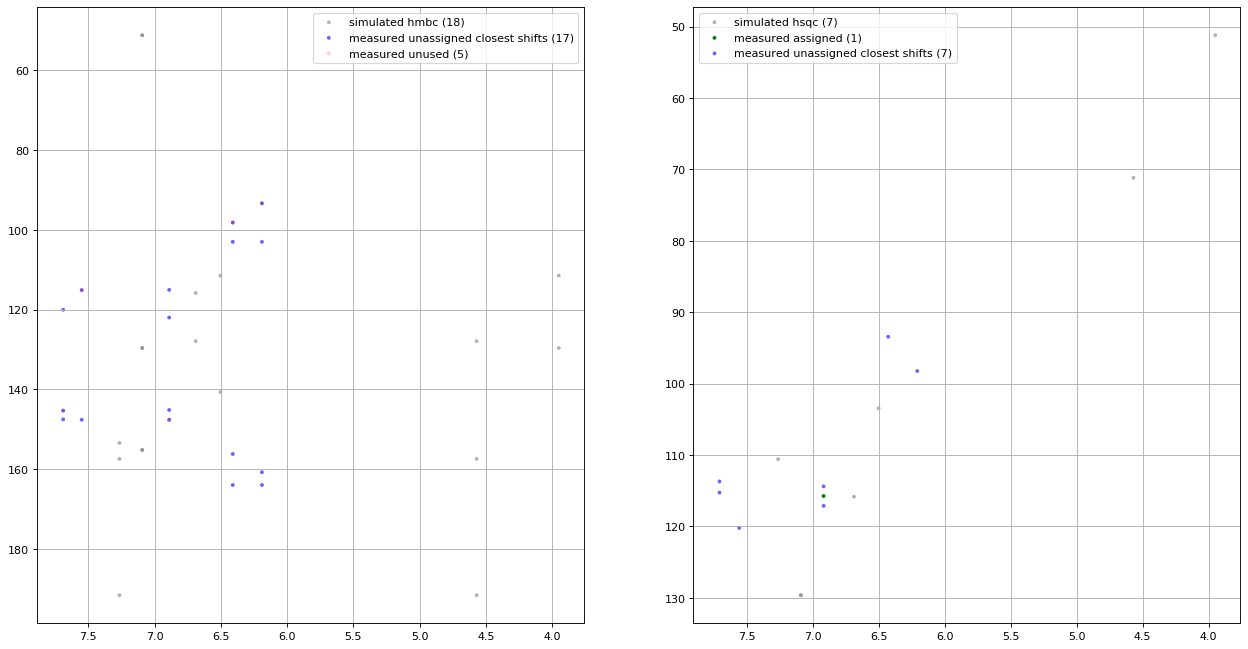 simulated hmbc (18)
measured unassigned closest shifts (17)
measured unused (5)
60
80
100
120
140
160
180
7.5 7.0 6.5 6.0 5.5 5.0 4.5 4.0
simulated hsqc (7)
measured assigned (1)
measured unassigned closest shifts (7)
50
60
70
80
90
100
110
120
130
7.5 7.0 6.5 6.0 5.5 5.0 4.5 4.0